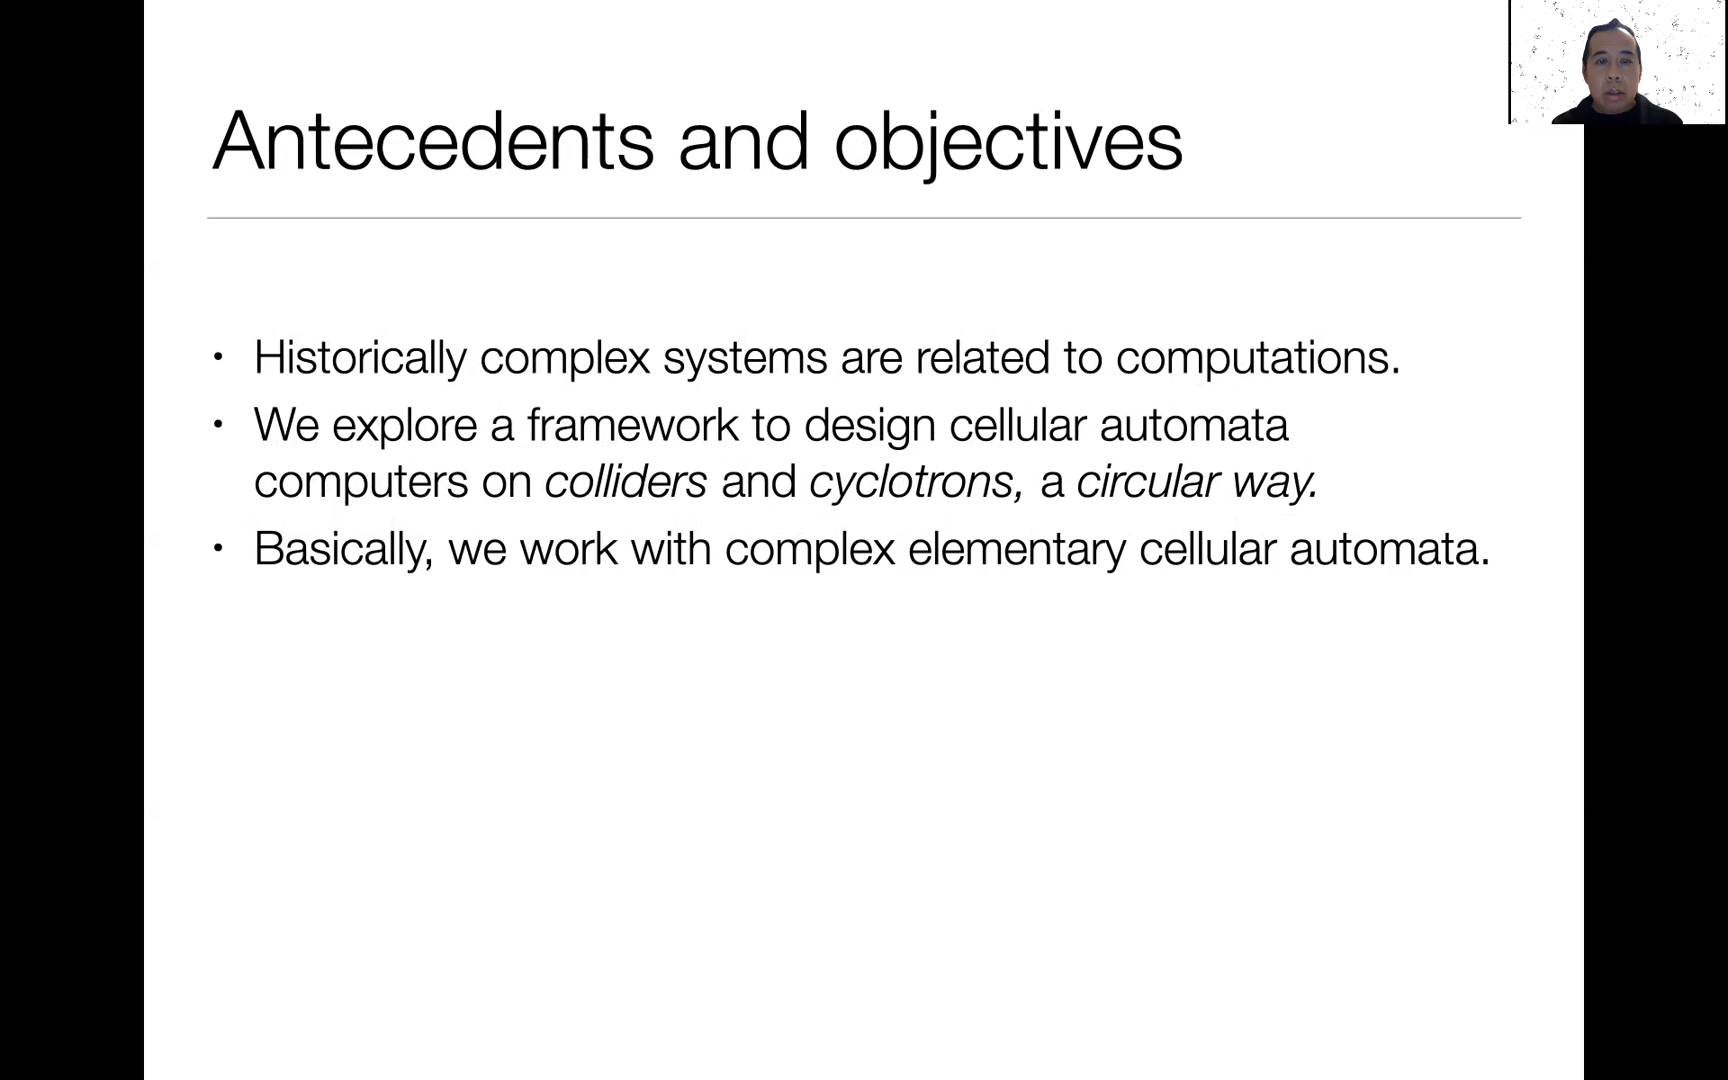 Antecedents and objectives
• Historically complex systems are related to computations.
• We explore a framework to design cellular automata
computers on colliders and cyclotrons, a circular way.
• Basically, we work with complex elementary cellular automata.